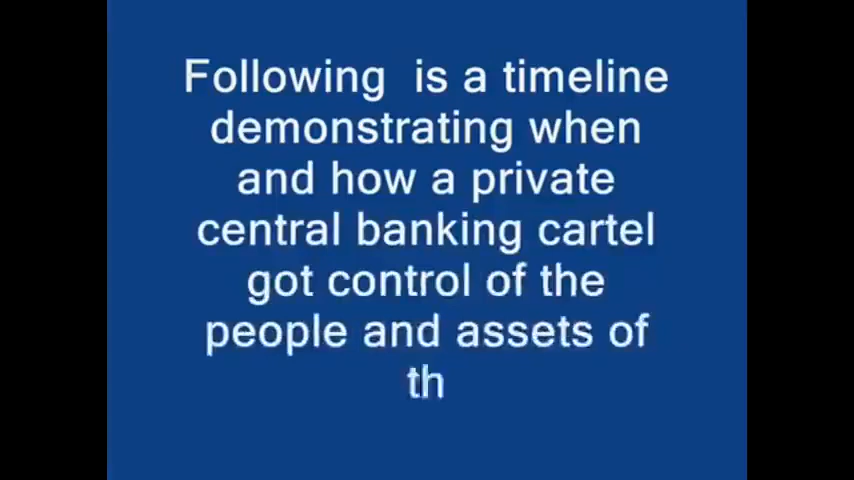 Following  is a timeline
demonstrating when
and how a private
central banking cartel
got control of the
people and assets of
th